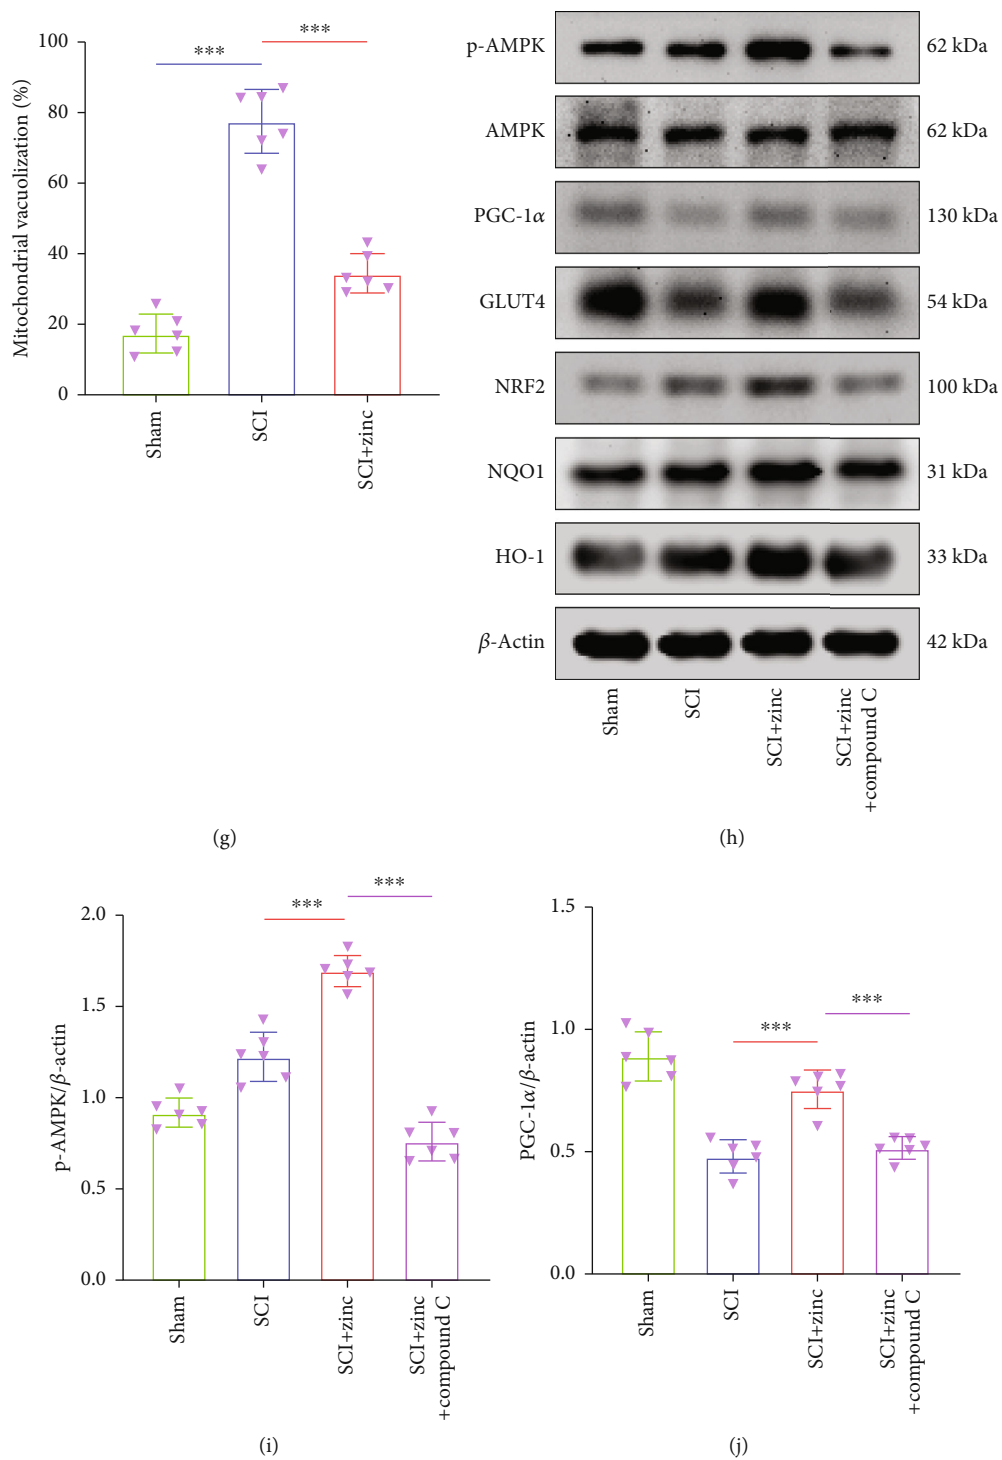 Mitochondrial vacuolization (%)
100
80
60
40
20
0
***
***
Sham
SCI
SCI+zinc
(g)
p-AMPK 62 kDa
AMPK 62 kDa
PGC-1α 130 kDa
GLUT4 54 kDa
NRF2 100 kDa
NQO1 31 kDa
HO-1 33 kDa
β-Actin 42 kDa
Sham
SCI
SCI+zinc
SCI+zinc
+compound C
(h)
p-AMPK/β-actin
2.0
1.5
1.0
0.5
0.0
***
***
Sham
SCI
SCI+zinc
SCI+zinc
+compound C
(i)
PGC-1α/β-actin
1.5
1.0
0.5
0.0
***
***
Sham
SCI
SCI+zinc
SCI+zinc
+compound C
(j)